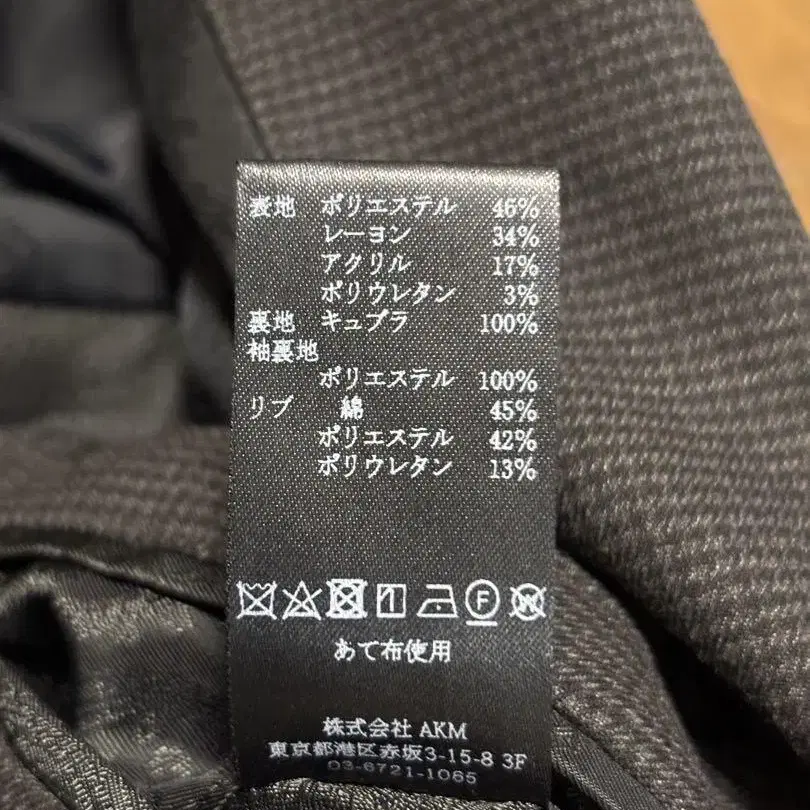 表地 ポリエステル 46%
レーヨン 34%
アクリル 17%
ポリウレタン 3%
裏地 キュプラ 100%
袖裏地
ポリエステル 100%
リブ 綿 45%
ポリエステル 42%
ポリウレタン 13%
F W
あて布使用
株式会社 AKM
東京都港区赤坂3-15-8 3F
03-6721-1065